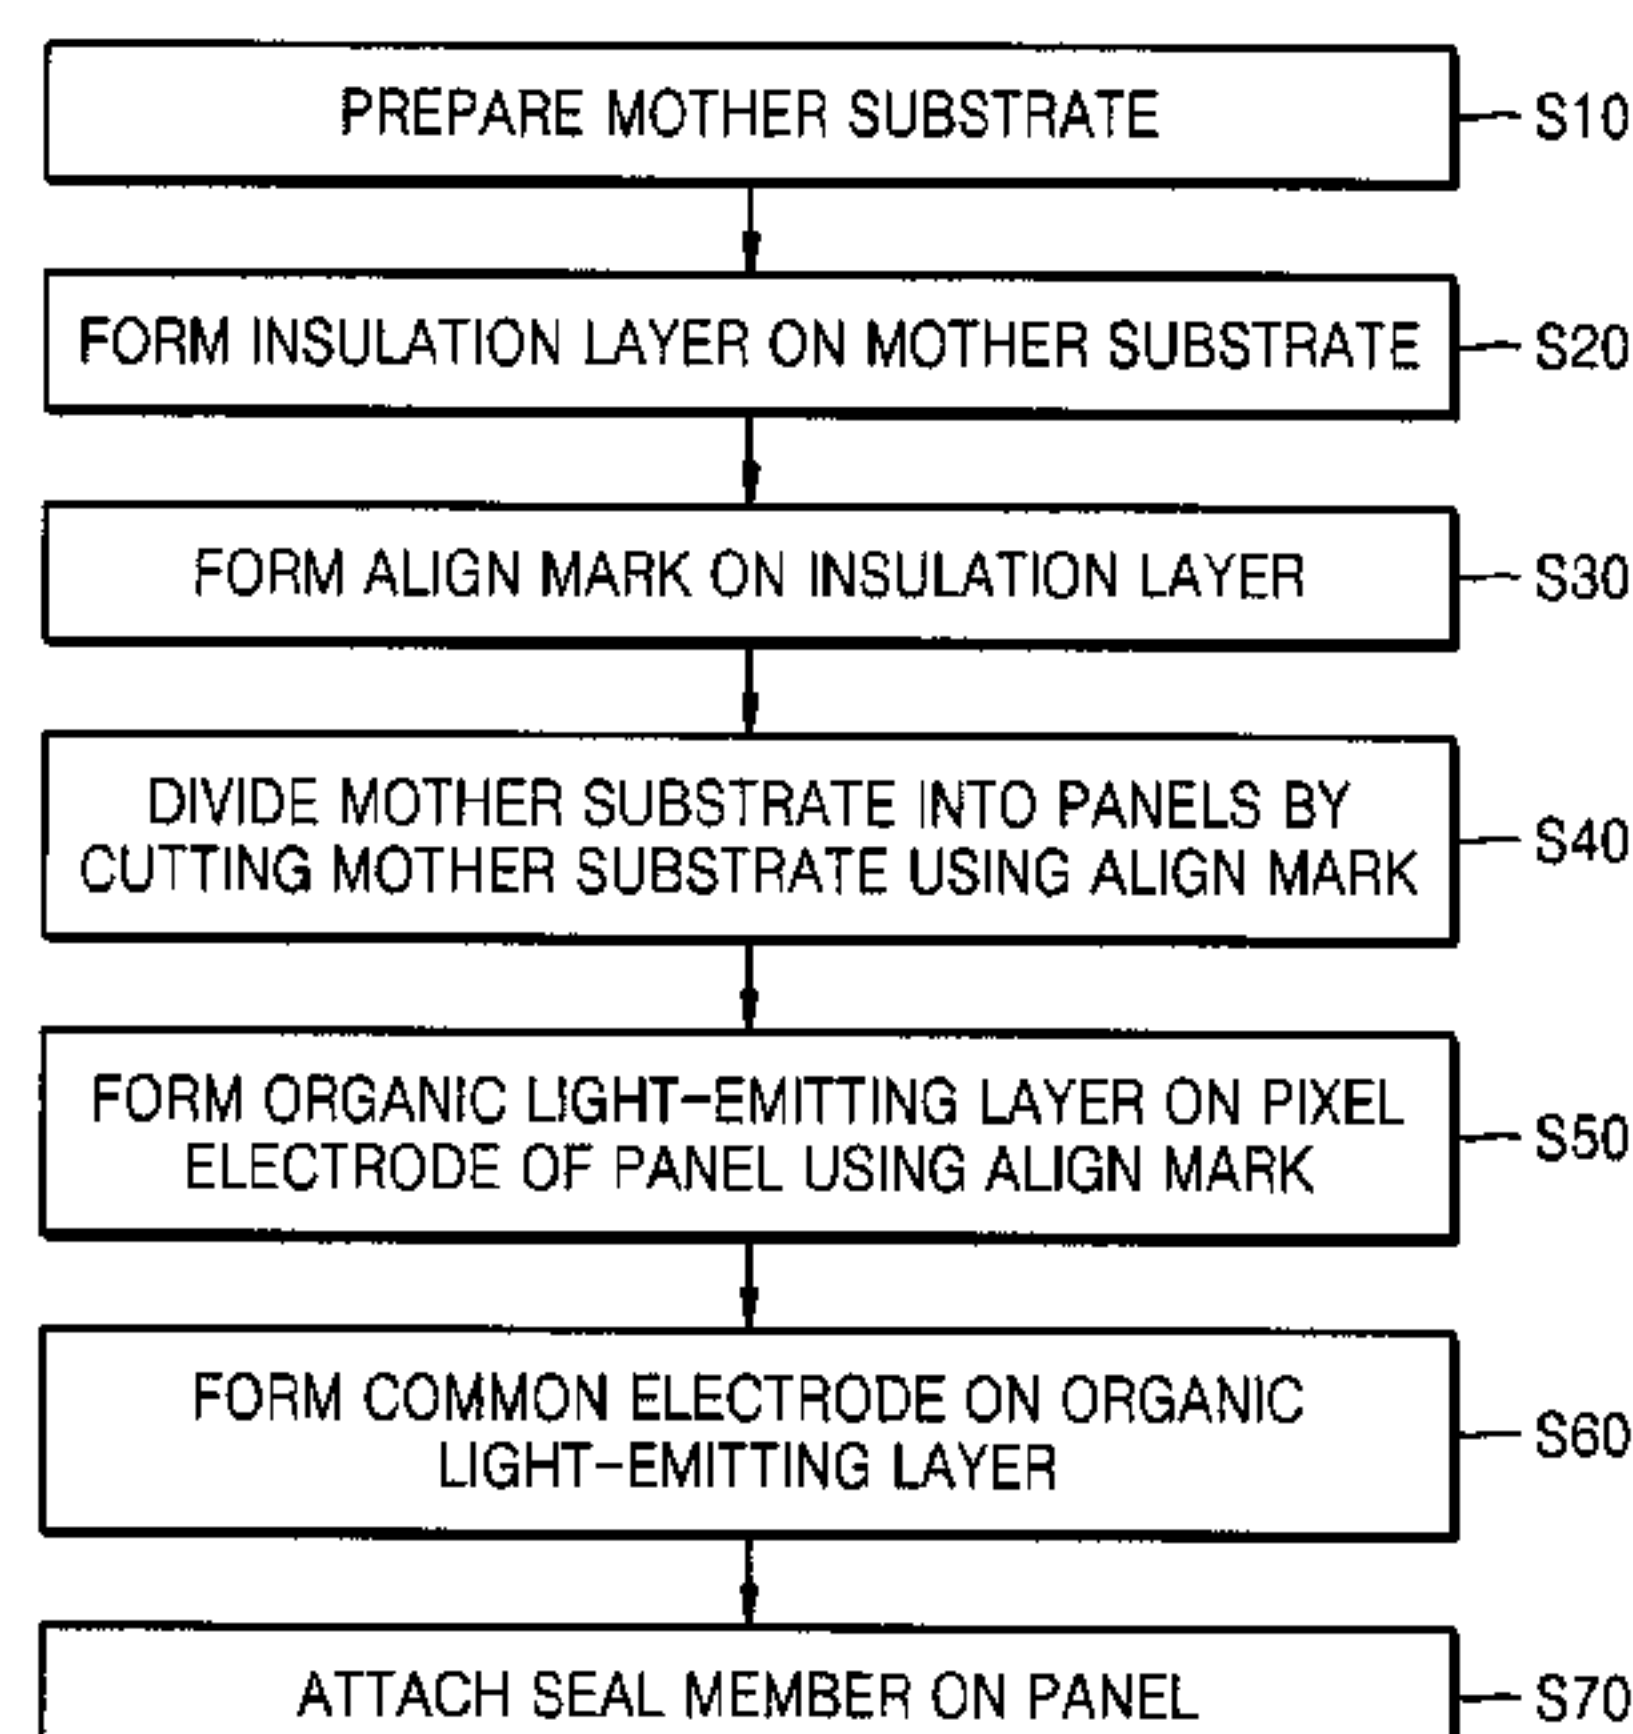 PREPARE MOTHER SUBSTRATE
S10
FORM INSULATION LAYER ON MOTHER SUBSTRATE
S20
FORM ALIGN MARK ON INSULATION LAYER
S30
DIVIDE MOTHER SUBSTRATE INTO PANELS BY
CUTTING MOTHER SUBSTRATE USING ALIGN MARK
S40
FORM ORGANIC LIGHT-EMITTING LAYER ON PIXEL
ELECTRODE OF PANEL USING ALIGN MARK
S50
FORM COMMON ELECTRODE ON ORGANIC
LIGHT-EMITTING LAYER
S60
ATTACH SEAL MEMBER ON PANEL
S70